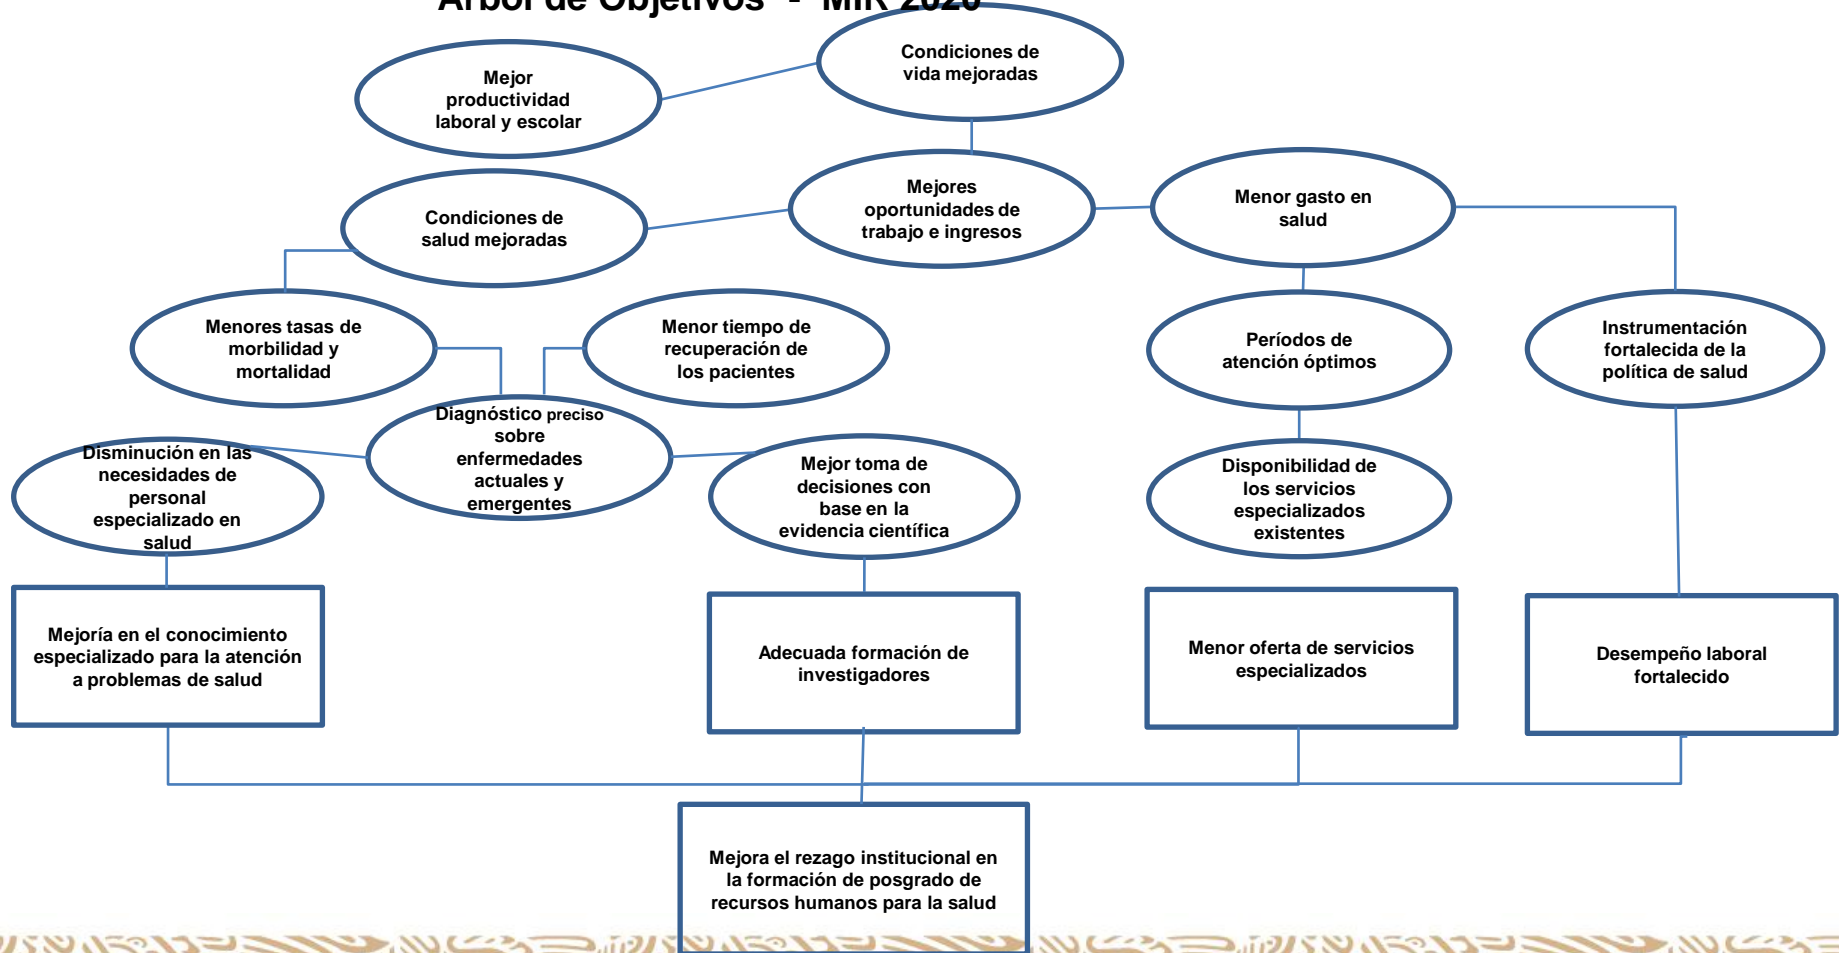 Árbol de Objetivos - MIR 2020
Condiciones de
vida mejoradas
Mejor
productividad
laboral y escolar
Mejores
oportunidades de
trabajo e ingresos
Menor gasto en
salud
Condiciones de
salud mejoradas
Menores tasas de
morbilidad y
mortalidad
Menor tiempo de
recuperación de
los pacientes
Períodos de
atención óptimos
Instrumentación
fortalecida de la
política de salud
Diagnóstico preciso
sobre
enfermedades
actuales y
emergentes
Disminución en las
necesidades de
personal
especializado en
salud
Mejor toma de
decisiones con
base en la
evidencia científica
Disponibilidad de
los servicios
especializados
existentes
Mejoría en el conocimiento
especializado para la atención
a problemas de salud
Adecuada formación de
investigadores
Menor oferta de servicios
especializados
Desempeño laboral
fortalecido
Mejora el rezago institucional en
la formación de posgrado de
recursos humanos para la salud